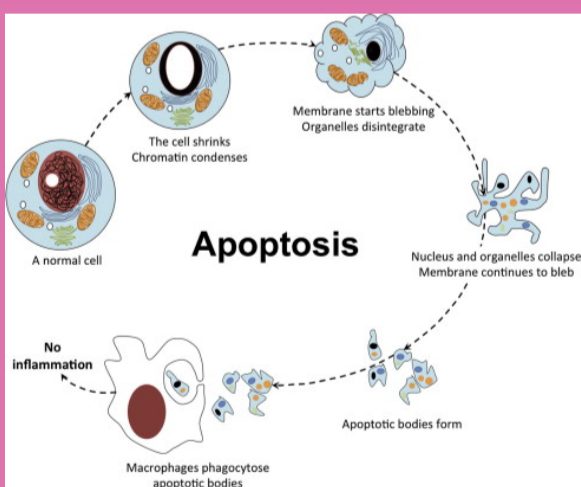 A normal cell
The cell shrinks
Chromatin condenses
Membrane starts blebbing
Organelles disintegrate
Apoptosis
Nucleus and organelles collapse
Membrane continues to bleb
Apoptotic bodies form
Macrophages phagocytose
apoptotic bodies
No
inflammation